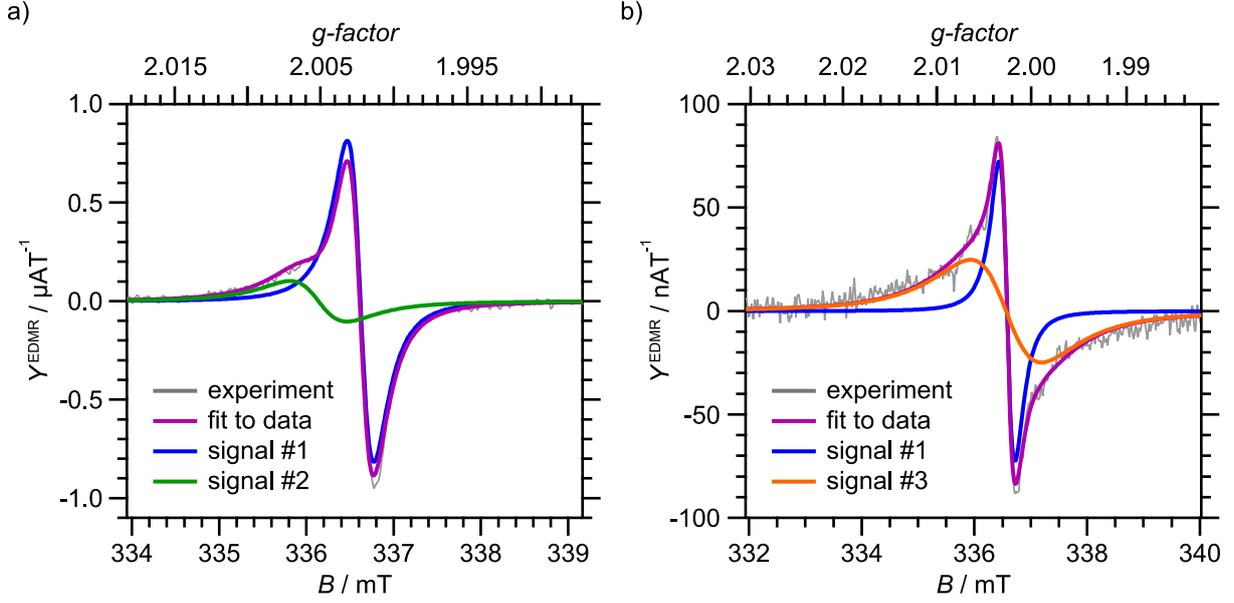 a)
g-factor
2.015 2.005 1.995
1.0
0.5
0.0
-0.5
-1.0
Y^EDMR / µAT^-1
experiment
fit to data
signal #1
signal #2
334 335 336 337 338 339
B / mT
b)
g-factor
2.03 2.02 2.01 2.00 1.99
100
50
0
-50
-100
Y^EDMR / nAT^-1
experiment
fit to data
signal #1
signal #3
332 334 336 338 340
B / mT